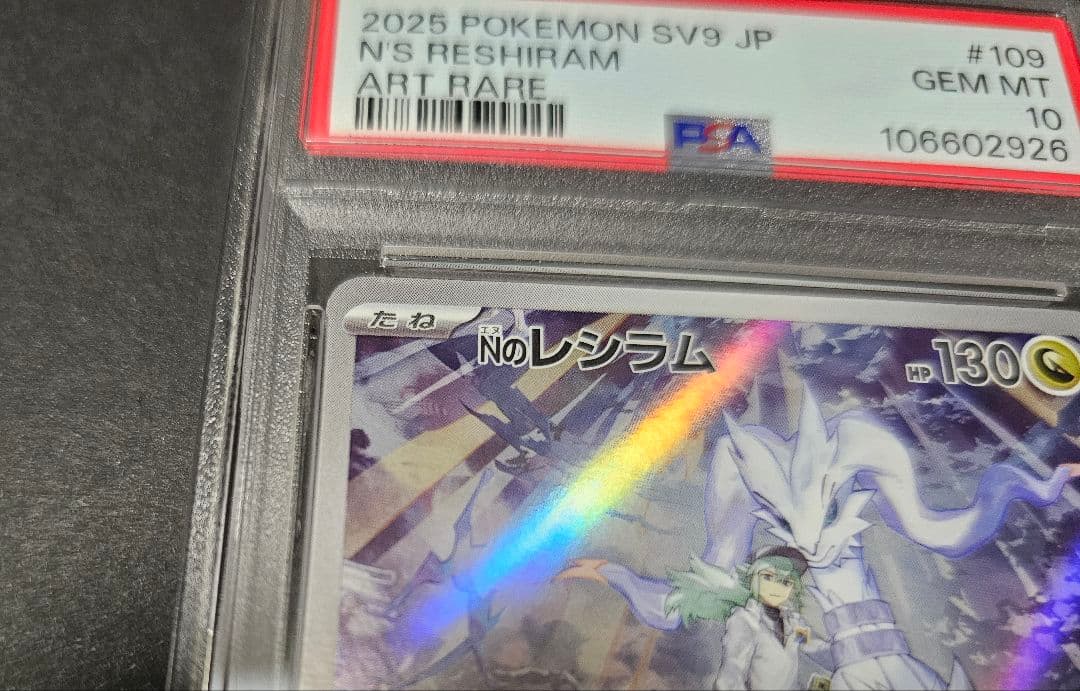 2025 POKEMON SV9 JP
N'S RESHIRAM
ART RARE
#109
GEM MT
10
106602926
PSA
たね
エヌ
Nのレシラム
HP 130